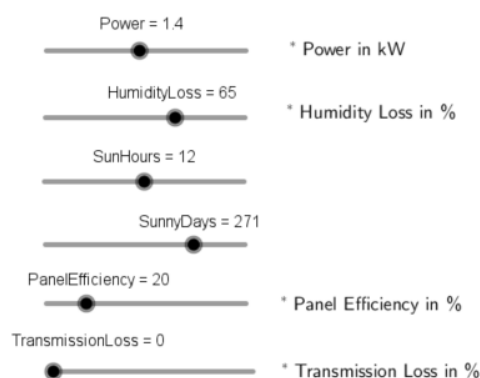 Power = 1.4
* Power in kW
HumidityLoss = 65
* Humidity Loss in %
SunHours = 12
SunnyDays = 271
PanelEfficiency = 20
* Panel Efficiency in %
TransmissionLoss = 0
* Transmission Loss in %